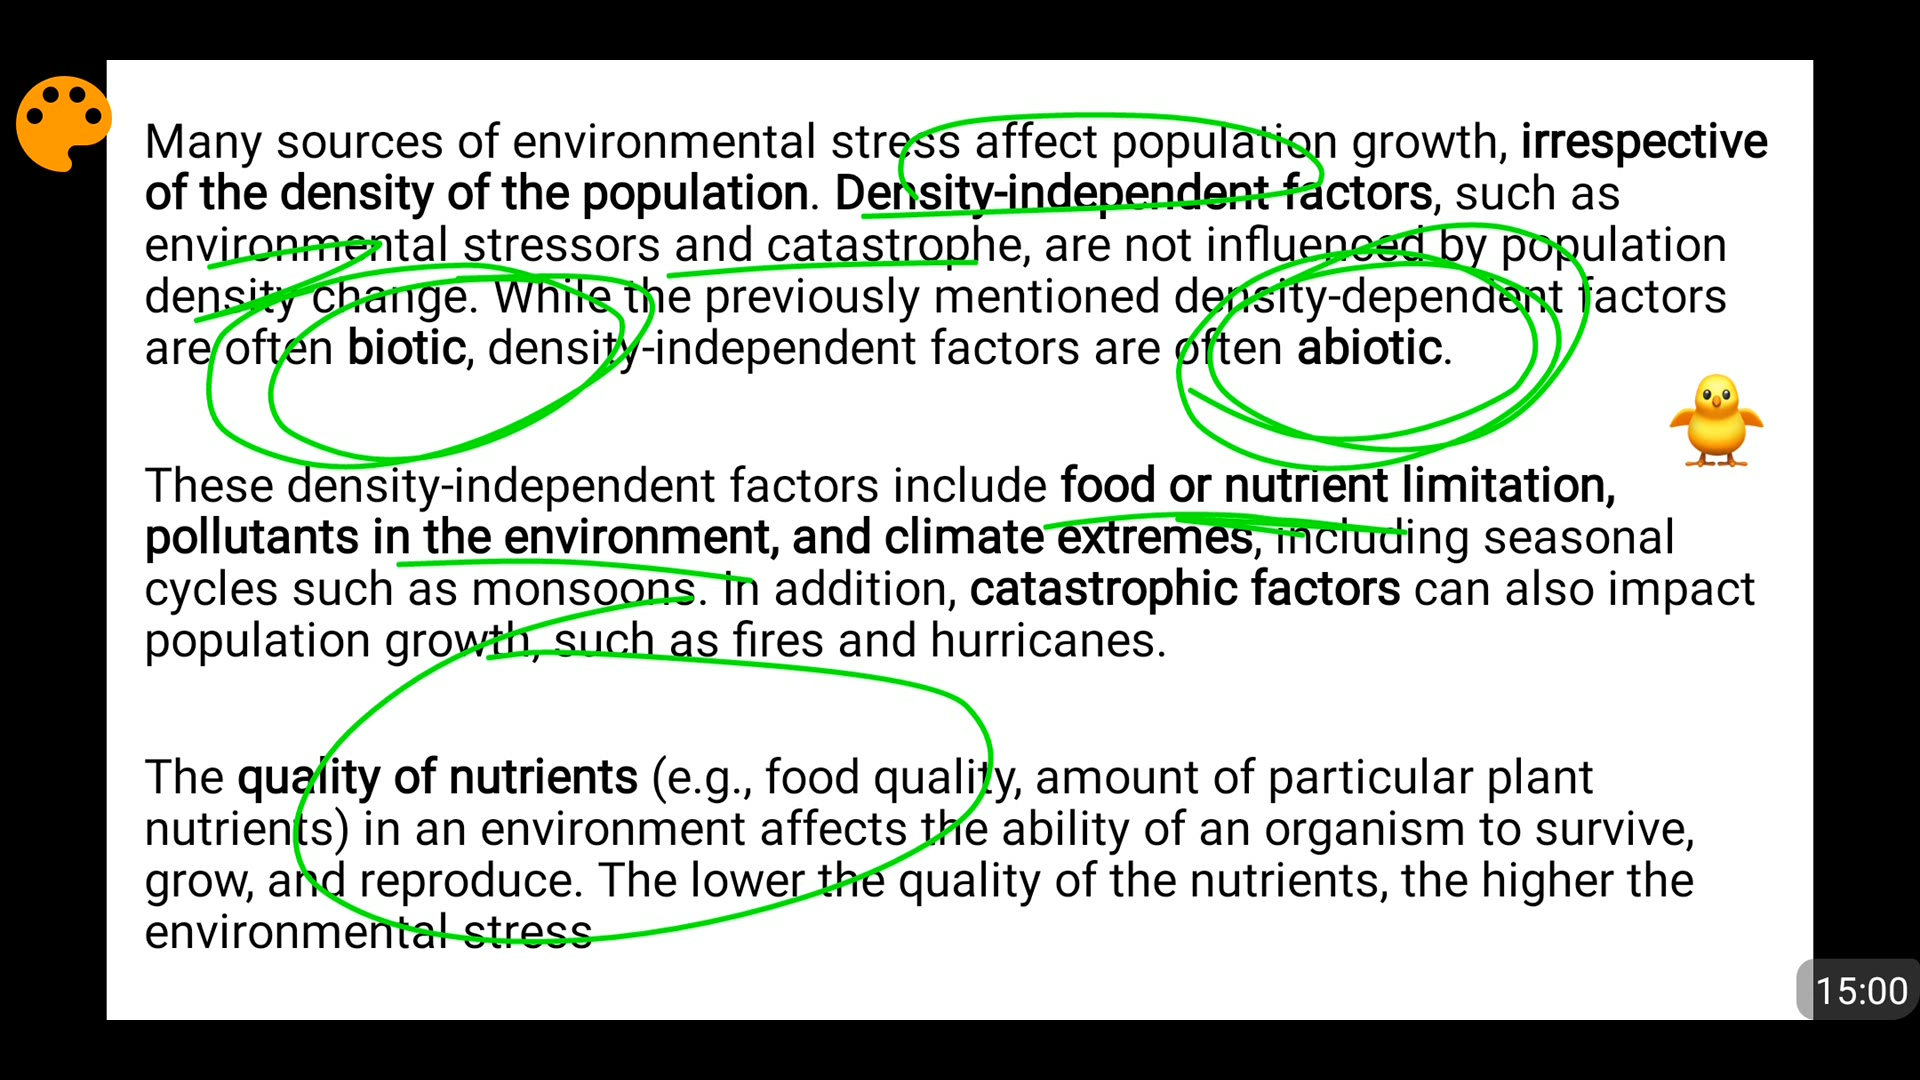 Many sources of environmental stress affect population growth, irrespective
of the density of the population. Density-independent factors, such as
environmental stressors and catastrophe, are not influenced by population
density change. While the previously mentioned density-dependent factors
are often biotic, density-independent factors are often abiotic.
These density-independent factors include food or nutrient limitation,
pollutants in the environment, and climate extremes, including seasonal
cycles such as monsoons. In addition, catastrophic factors can also impact
population growth, such as fires and hurricanes.
The quality of nutrients (e.g., food quality, amount of particular plant
nutrients) in an environment affects the ability of an organism to survive,
grow, and reproduce. The lower the quality of the nutrients, the higher the
environmental stress
15:00